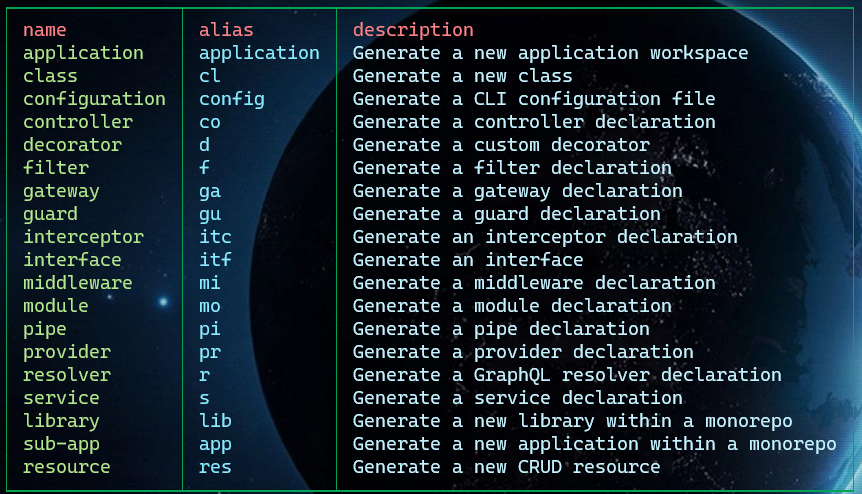 name alias description
application application Generate a new application workspace
class cl Generate a new class
configuration config Generate a CLI configuration file
controller co Generate a controller declaration
decorator d Generate a custom decorator
filter f Generate a filter declaration
gateway ga Generate a gateway declaration
guard gu Generate a guard declaration
interceptor itc Generate an interceptor declaration
interface itf Generate an interface
middleware mi Generate a middleware declaration
module mo Generate a module declaration
pipe pi Generate a pipe declaration
provider pr Generate a provider declaration
resolver r Generate a GraphQL resolver declaration
service s Generate a service declaration
library lib Generate a new library within a monorepo
sub-app app Generate a new application within a monorepo
resource res Generate a new CRUD resource